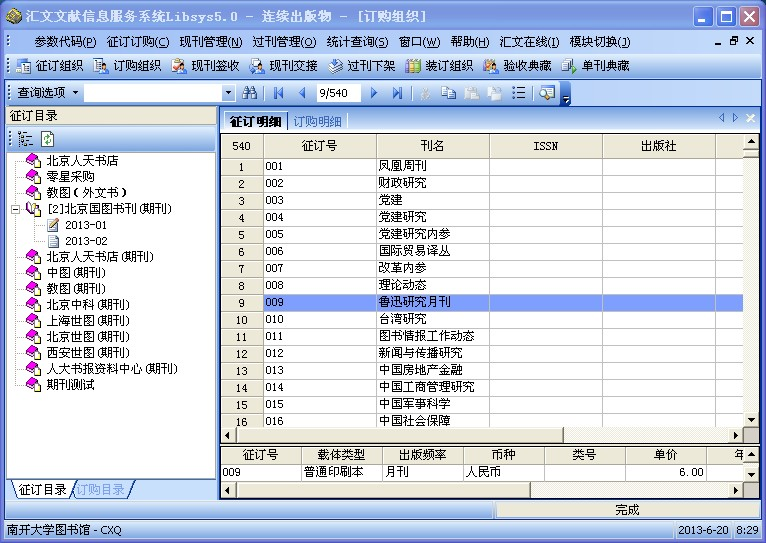 汇文文献信息服务系统Libsys5.0 - 连续出版物 - [订购组织]
参数代码(P) 征订订购(C) 现刊管理(N) 过刊管理(O) 统计查询(S) 窗口(W) 帮助(H) 汇文在线(I) 模块切换(J)
征订组织 订购组织 现刊签收 现刊交接 过刊下架 装订组织 验收典藏 单刊典藏
查询选项 9/540
征订目录
北京人天书店
零星采购
教图(外文书)
[2]北京国图书刊(期刊)
2013-01
2013-02
北京人天书店(期刊)
中图(期刊)
教图(期刊)
北京中科(期刊)
上海世图(期刊)
北京世图(期刊)
西安世图(期刊)
人大书报资料中心(期刊)
期刊测试
征订目录 订购目录
征订明细 订购明细
540 征订号 刊名 ISSN 出版社
1 001 凤凰周刊
2 002 财政研究
3 003 党建
4 004 党建研究
5 005 党建研究内参
6 006 国际贸易译丛
7 007 改革内参
8 008 理论动态
9 009 鲁迅研究月刊
10 010 台湾研究
11 011 图书情报工作动态
12 012 新闻与传播研究
13 013 中国房地产金融
14 014 中国工商管理研究
15 015 中国军事科学
16 016 中国社会保障
征订号 载体类型 出版频率 币种 类号 单价 年
009 普通印刷本 月刊 人民币 6.00
完成
南开大学图书馆 - CXQ 2013-6-20 8:29